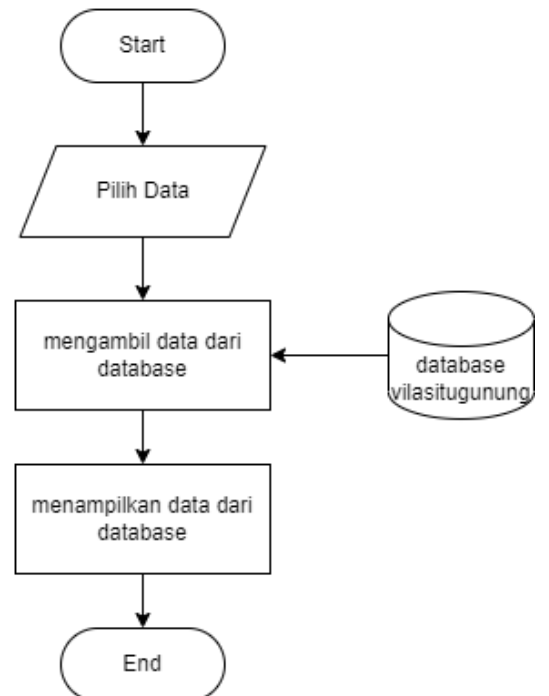 Start
Pilih Data
mengambil data dari
database
database
vilasitugunung
menampilkan data dari
database
End